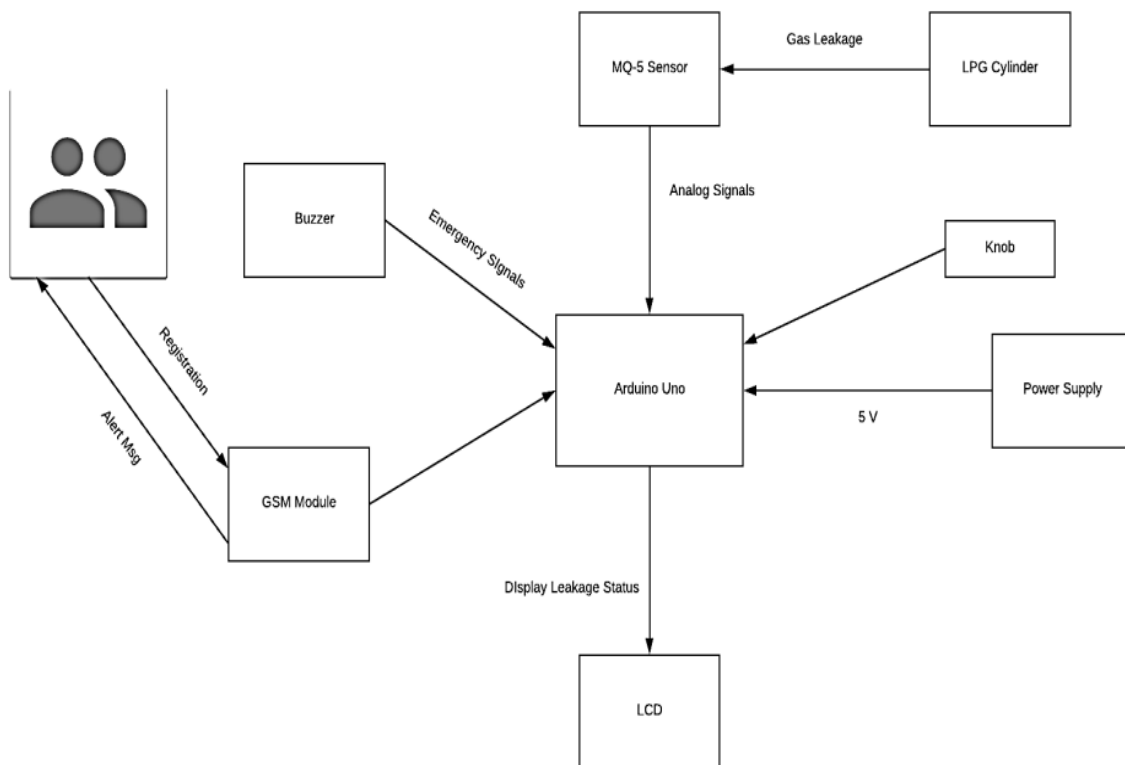 Gas Leakage
MQ-5 Sensor
LPG Cylinder
Analog Signals
Buzzer
Emergency SIgnals
Knob
Registration
Alert Msg
Arduino Uno
Power Supply
5 V
GSM Module
DIsplay Leakage Status
LCD